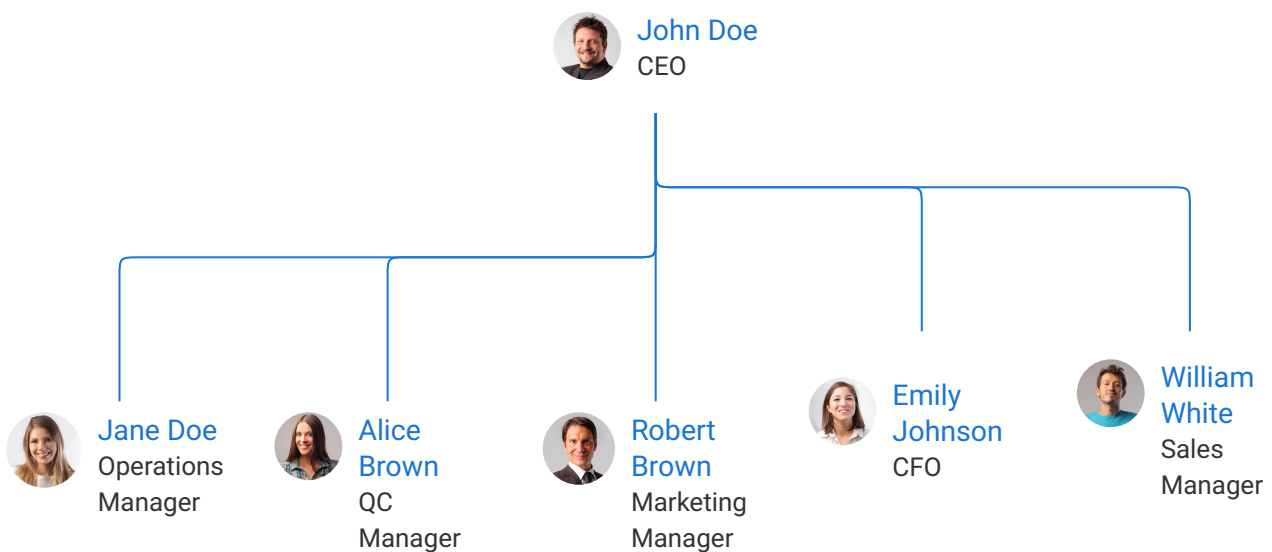 John Doe
CEO
Jane Doe
Operations
Manager
Alice
Brown
QC
Manager
Robert
Brown
Marketing
Manager
Emily
Johnson
CFO
William
White
Sales
Manager